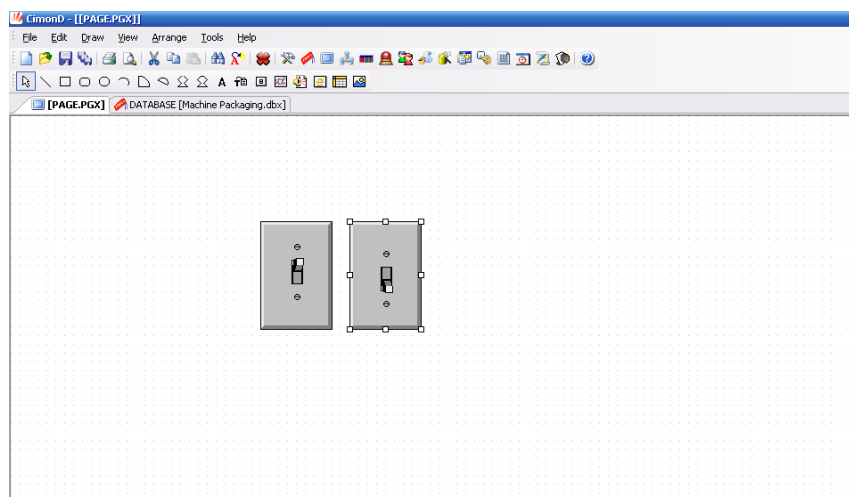 CimonD - [[PAGE.PGX]]
File Edit Draw View Arrange Tools Help
[PAGE.PGX] DATABASE [Machine Packaging.dbx]